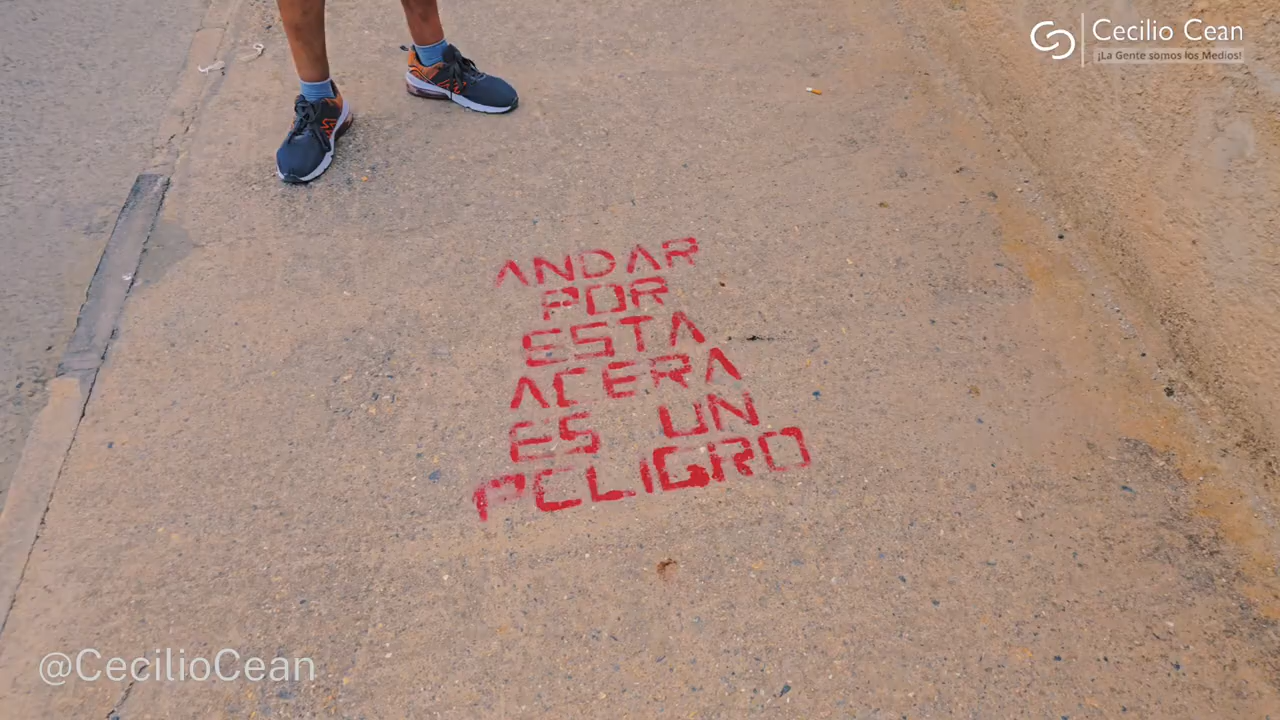 Cecilio Cean
¡La Gente somos los Medios!
ANDAR
POR
ESTA
ACERA
ES UN
PELIGRO
@CecilioCean